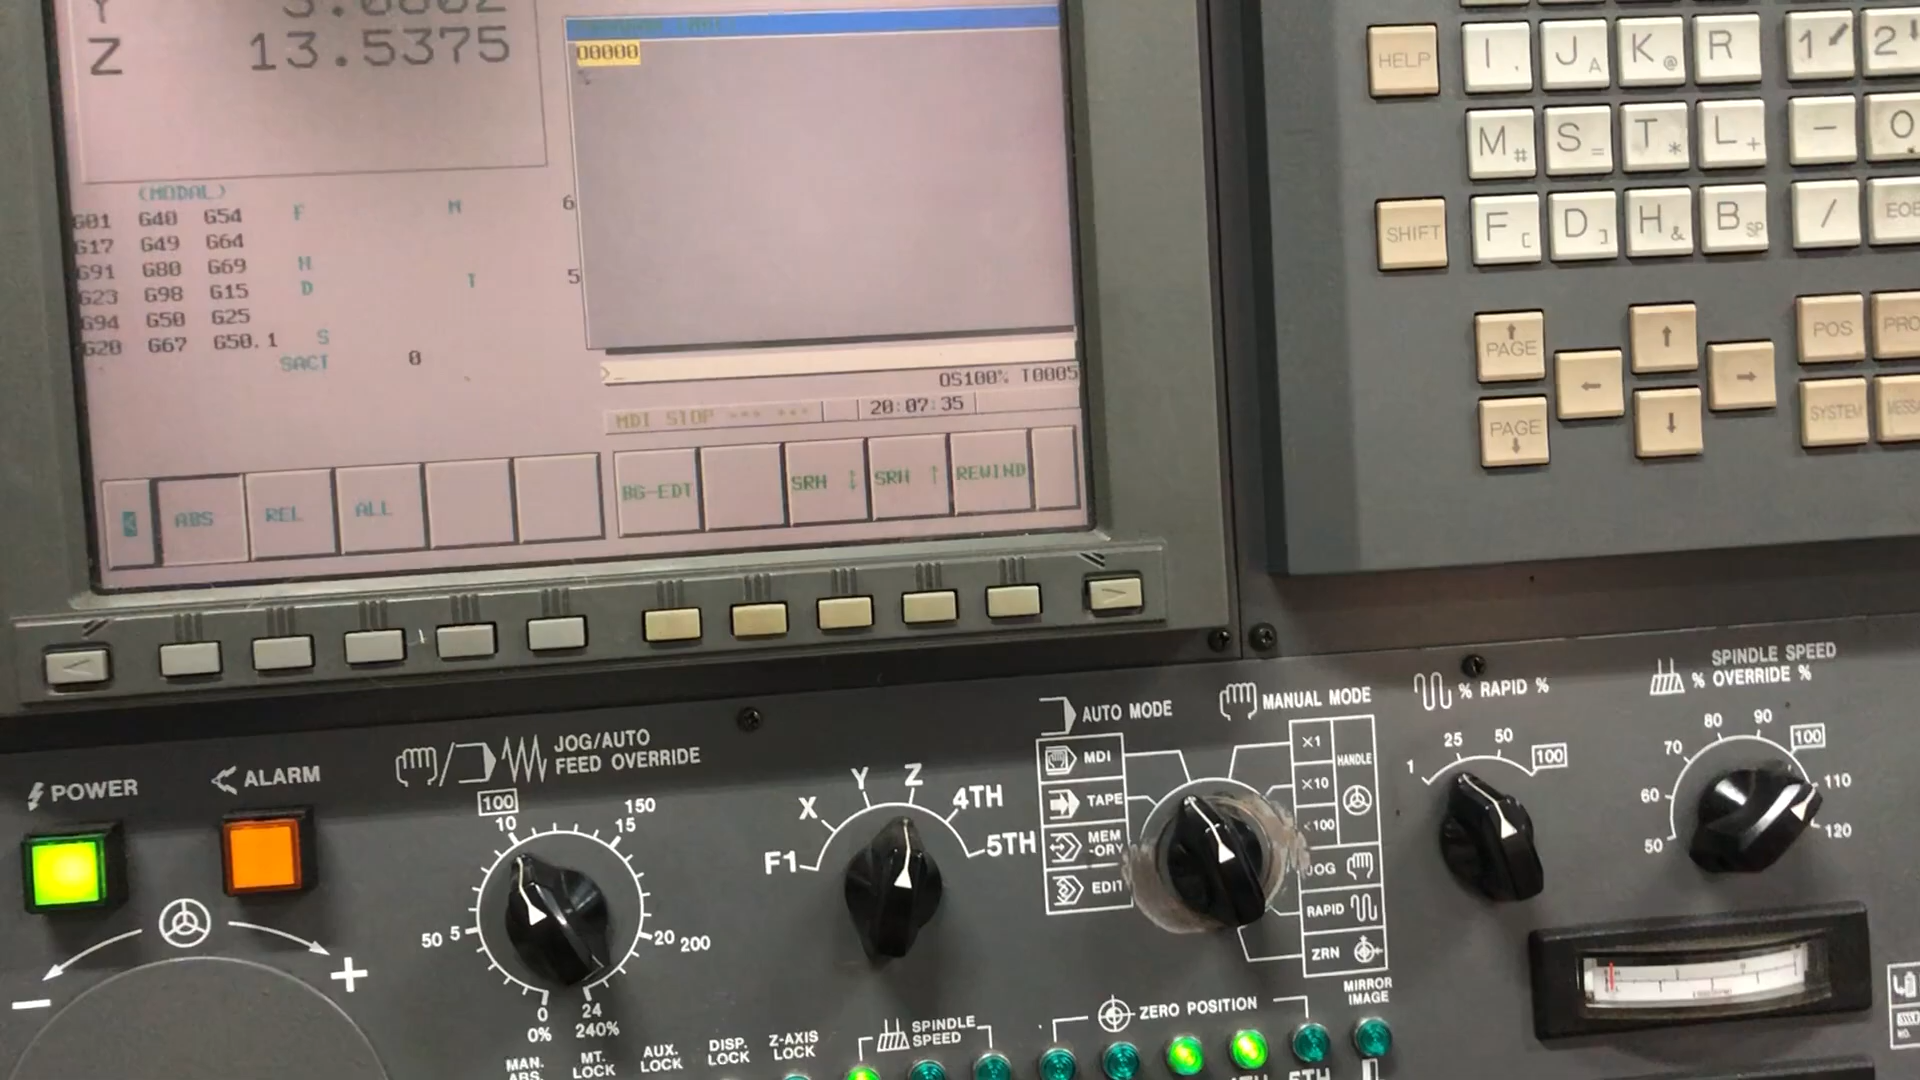 Z 13.5375
O0000
%
(MODAL)
G01 G40 G54 F M 6
G17 G49 G64
G91 G80 G69 H T 5
G23 G98 G15 D
G94 G50 G25
G20 G67 G50.1 S
SACT 0
>_
OS100% T0005
MDI STOP *** *** 20:07:35
< ABS REL ALL BG-EDT SRH ↓ SRH ↑ REWIND
< >
HELP I , J A K @ R 1 2
M # S = T * L + - 0
SHIFT F [ D ] H & B SP / EOB
PAGE ↑ ← ↑ → POS
PAGE ↓ ↓ SYSTEM
POWER
ALARM
JOG/AUTO
FEED OVERRIDE
100 150
10 15
50 5 20 200
0 24
0% 240%
F1 X Y Z 4TH 5TH
AUTO MODE
MDI
TAPE
MEM
-ORY
EDIT
MANUAL MODE
X1
X10
X100
HANDLE
JOG
RAPID
ZRN
% RAPID %
1 25 50 100
SPINDLE SPEED
% OVERRIDE %
50 60 70 80 90 100 110 120
- +
MAN.
ABS.
MT.
LOCK
AUX.
LOCK
DISP.
LOCK
Z-AXIS
LOCK
SPINDLE
SPEED
ZERO POSITION
MIRROR
IMAGE